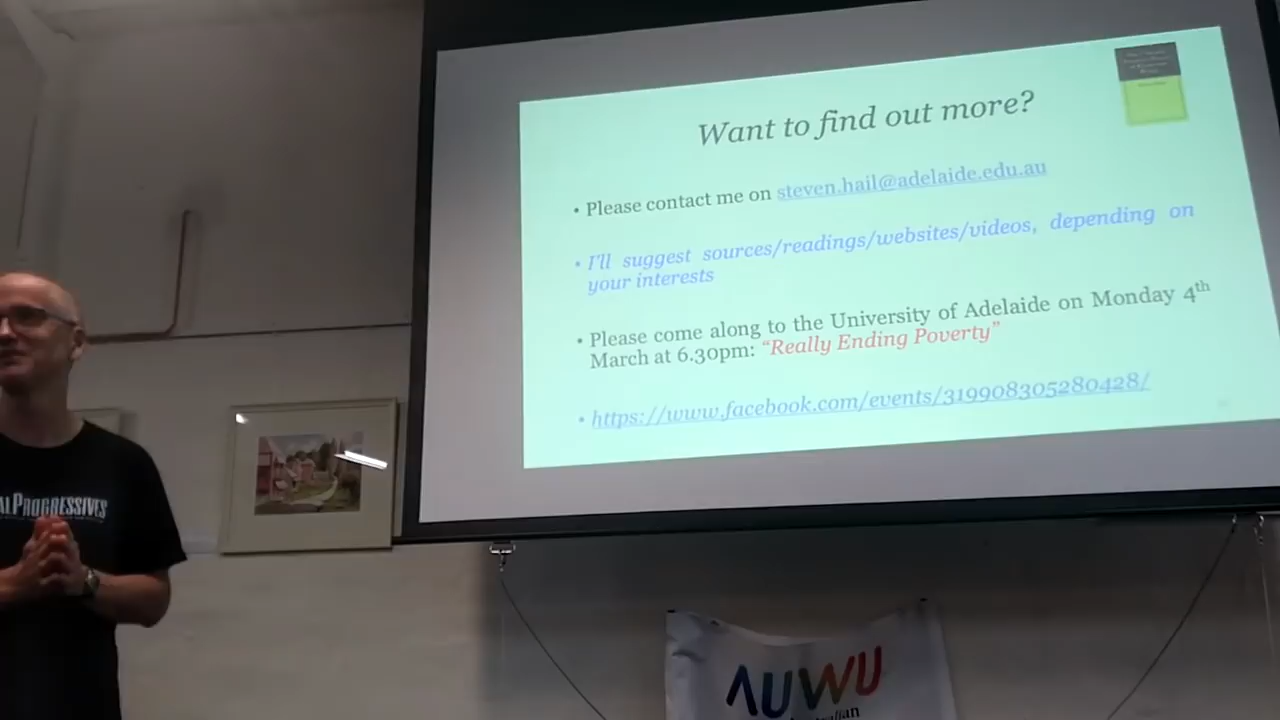 Want to find out more?
• Please contact me on steven.hail@adelaide.edu.au
• I'll suggest sources/readings/websites/videos, depending on
your interests
• Please come along to the University of Adelaide on Monday 4th
March at 6.30pm: “Really Ending Poverty”
• https://www.facebook.com/events/319908305280428/
ALPROGRESSIVES
AUWU